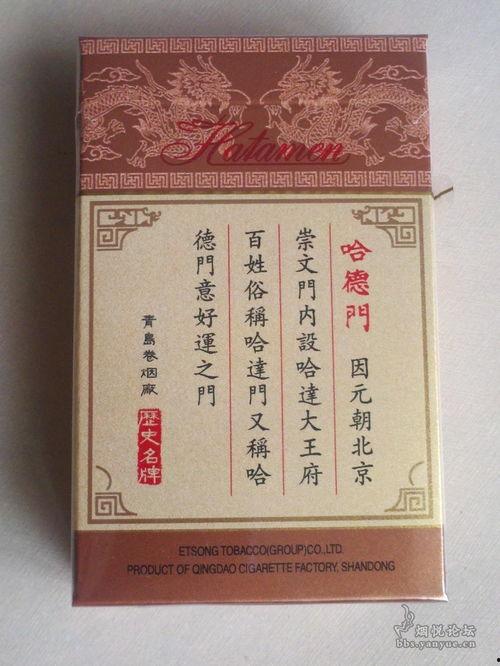 Hatamen
哈德門 因元朝北京
崇文門内設哈達大王府
百姓俗稱哈達門又稱哈
德門意好運之門
青島卷烟廠
歷史名牌
ETSONG TOBACCO(GROUP)CO.,LTD.
PRODUCT OF QINGDAO CIGARETTE FACTORY, SHANDONG
烟悦论坛
bbs.yanyue.cn